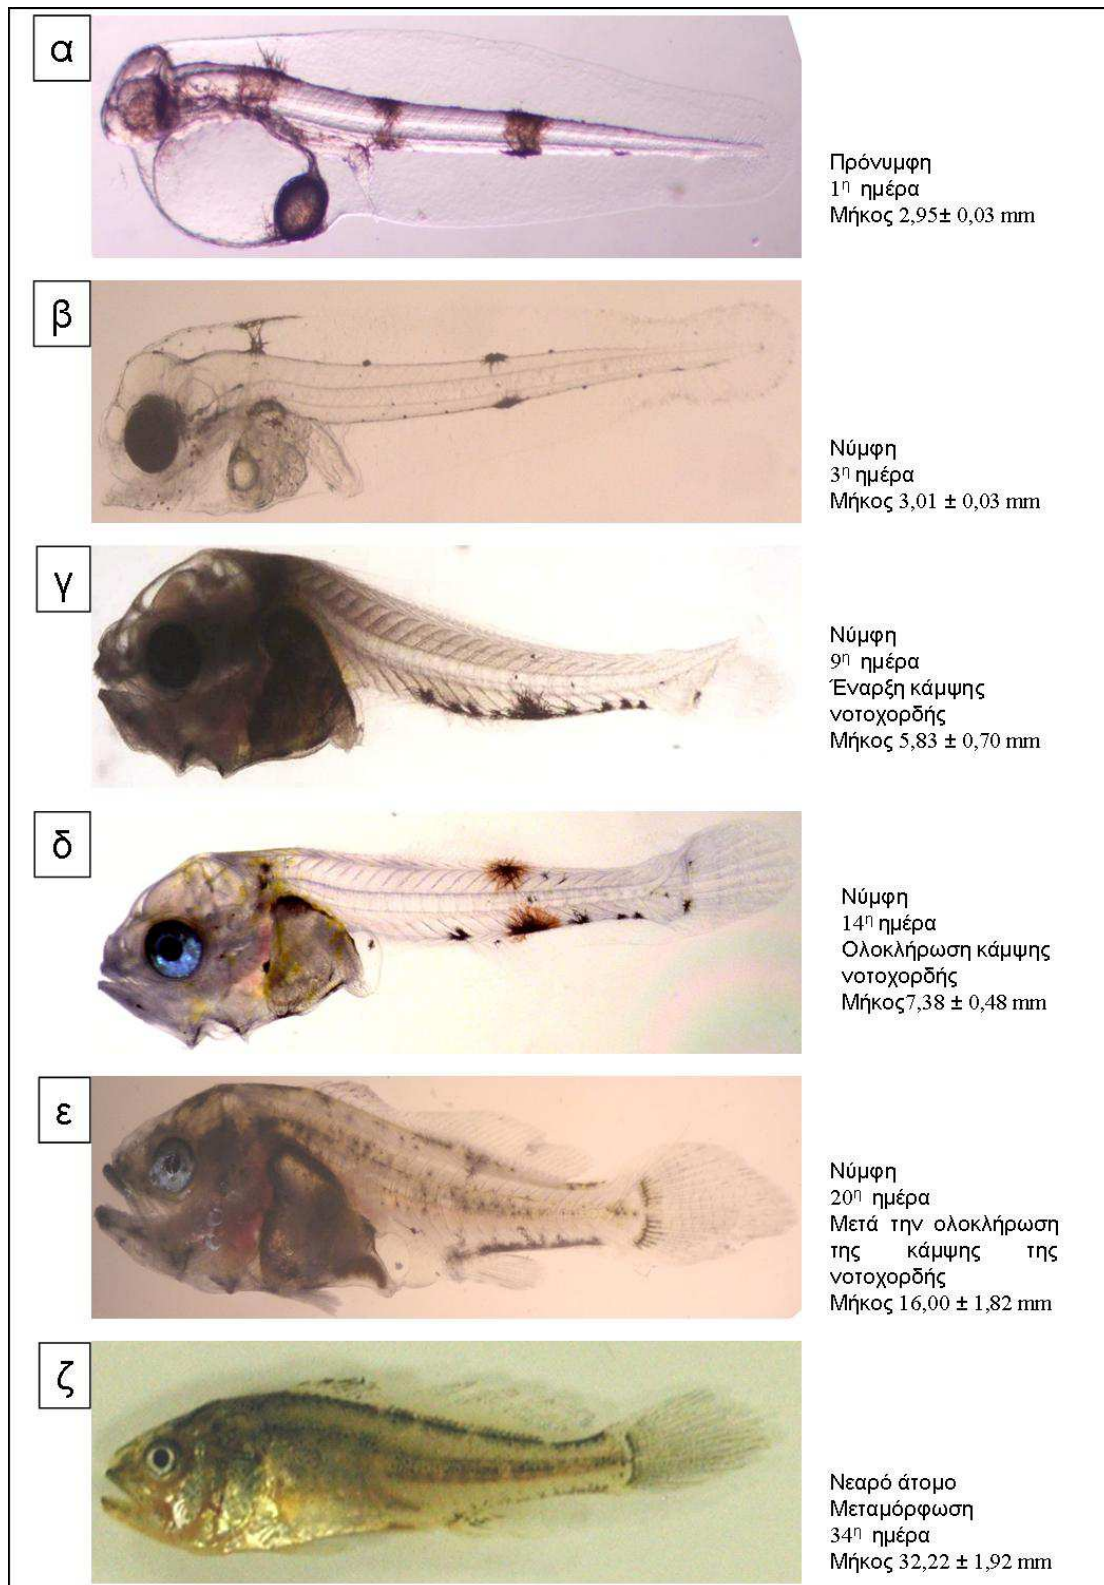 α
Πρόνυμφη
1η ημέρα
Μήκος 2,95± 0,03 mm
β
Νύμφη
3η ημέρα
Μήκος 3,01 ± 0,03 mm
γ
Νύμφη
9η ημέρα
Έναρξη κάμψης
νοτοχορδής
Μήκος 5,83 ± 0,70 mm
δ
Νύμφη
14η ημέρα
Ολοκλήρωση κάμψης
νοτοχορδής
Μήκος7,38 ± 0,48 mm
ε
Νύμφη
20η ημέρα
Μετά την ολοκλήρωση
της κάμψης της
νοτοχορδής
Μήκος 16,00 ± 1,82 mm
ζ
Νεαρό άτομο
Μεταμόρφωση
34η ημέρα
Μήκος 32,22 ± 1,92 mm